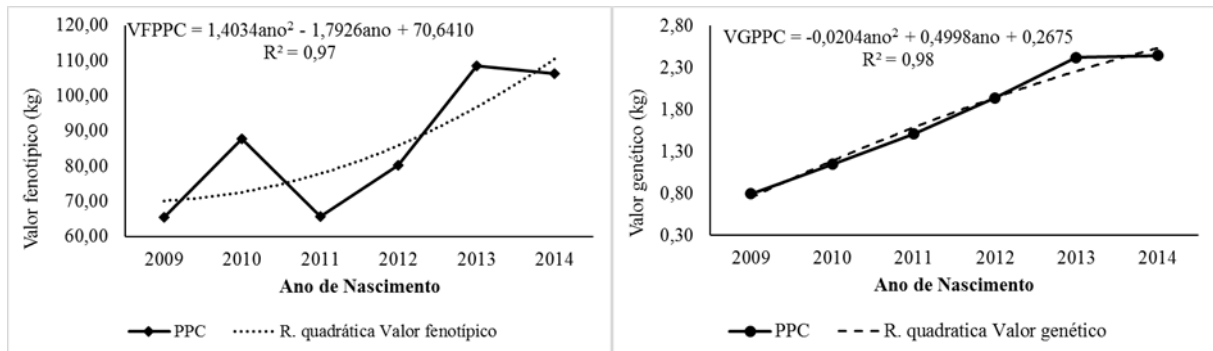 VFPPC = 1,4034ano² - 1,7926ano + 70,6410
R² = 0,97
120,00
110,00
100,00
90,00
80,00
70,00
60,00
Valor fenotípico (kg)
2009 2010 2011 2012 2013 2014
Ano de Nascimento
PPC R. quadrática Valor fenotípico
VGPPC = -0,0204ano² + 0,4998ano + 0,2675
R² = 0,98
2,80
2,30
1,80
1,30
0,80
0,30
Valor genético (kg)
2009 2010 2011 2012 2013 2014
Ano de Nascimento
PPC R. quadratica Valor genético